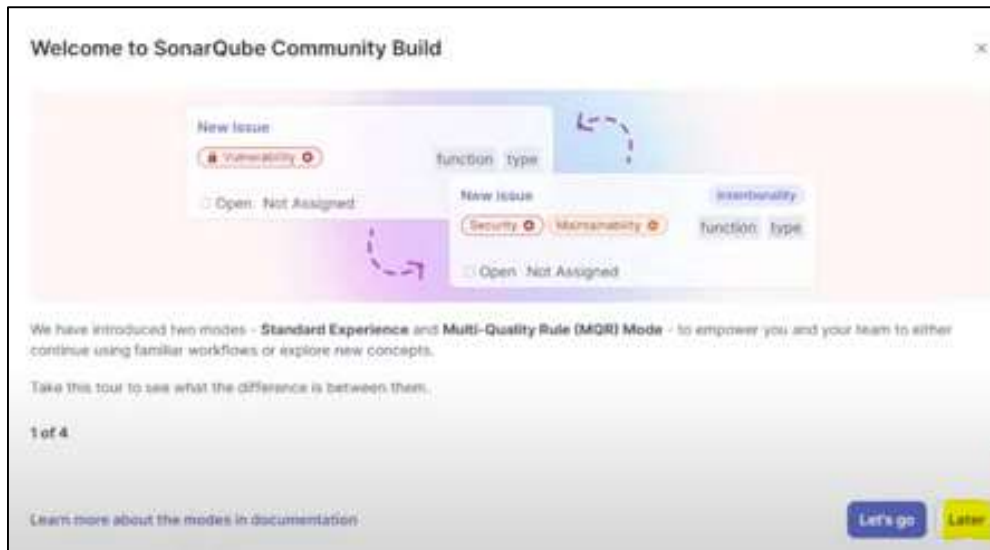 Welcome to SonarQube Community Build
New Issue
Vulnerability
function type
Open Not Assigned
New Issue
Intentionality
Security
Maintainability
function type
Open Not Assigned
We have introduced two modes - Standard Experience and Multi-Quality Rule (MQR) Mode - to empower you and your team to either
continue using familiar workflows or explore new concepts.
Take this tour to see what the difference is between them.
1 of 4
Learn more about the modes in documentation
Let's go
Later